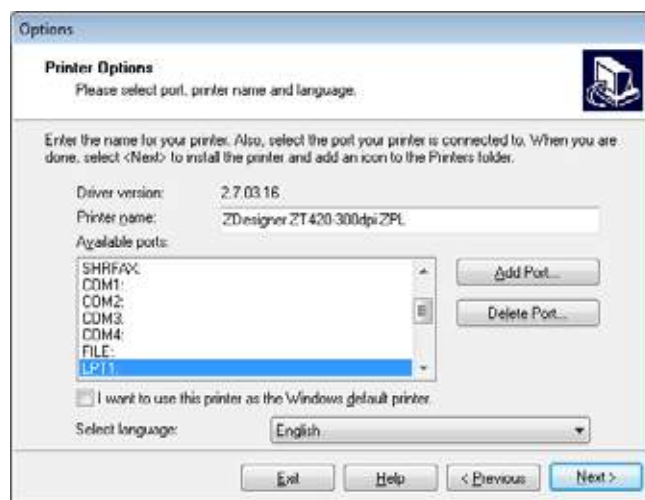 Options
Printer Options
Please select port, printer name and language.
Enter the name for your printer. Also, select the port your printer is connected to. When you are
done, select <Next> to install the printer and add an icon to the Printers folder.
Driver version: 2.7.03.16
Printer name: ZDesigner ZT420-300dpi ZPL
Available ports:
SHRFAX:
COM1:
COM2:
COM3:
COM4:
FILE:
LPT1:
Add Port...
Delete Port...
I want to use this printer as the Windows default printer.
Select language: English
Exit Help < Previous Next >